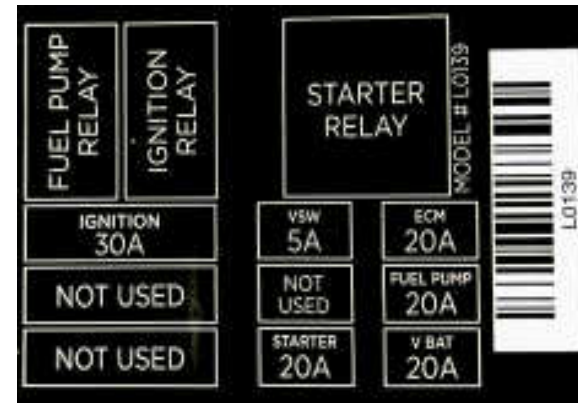 FUEL PUMP
RELAY
IGNITION
RELAY
STARTER
RELAY
MODEL # L0139
L0139
IGNITION
30A
VSW
5A
ECM
20A
NOT USED
NOT
USED
FUEL PUMP
20A
NOT USED
STARTER
20A
V BAT
20A